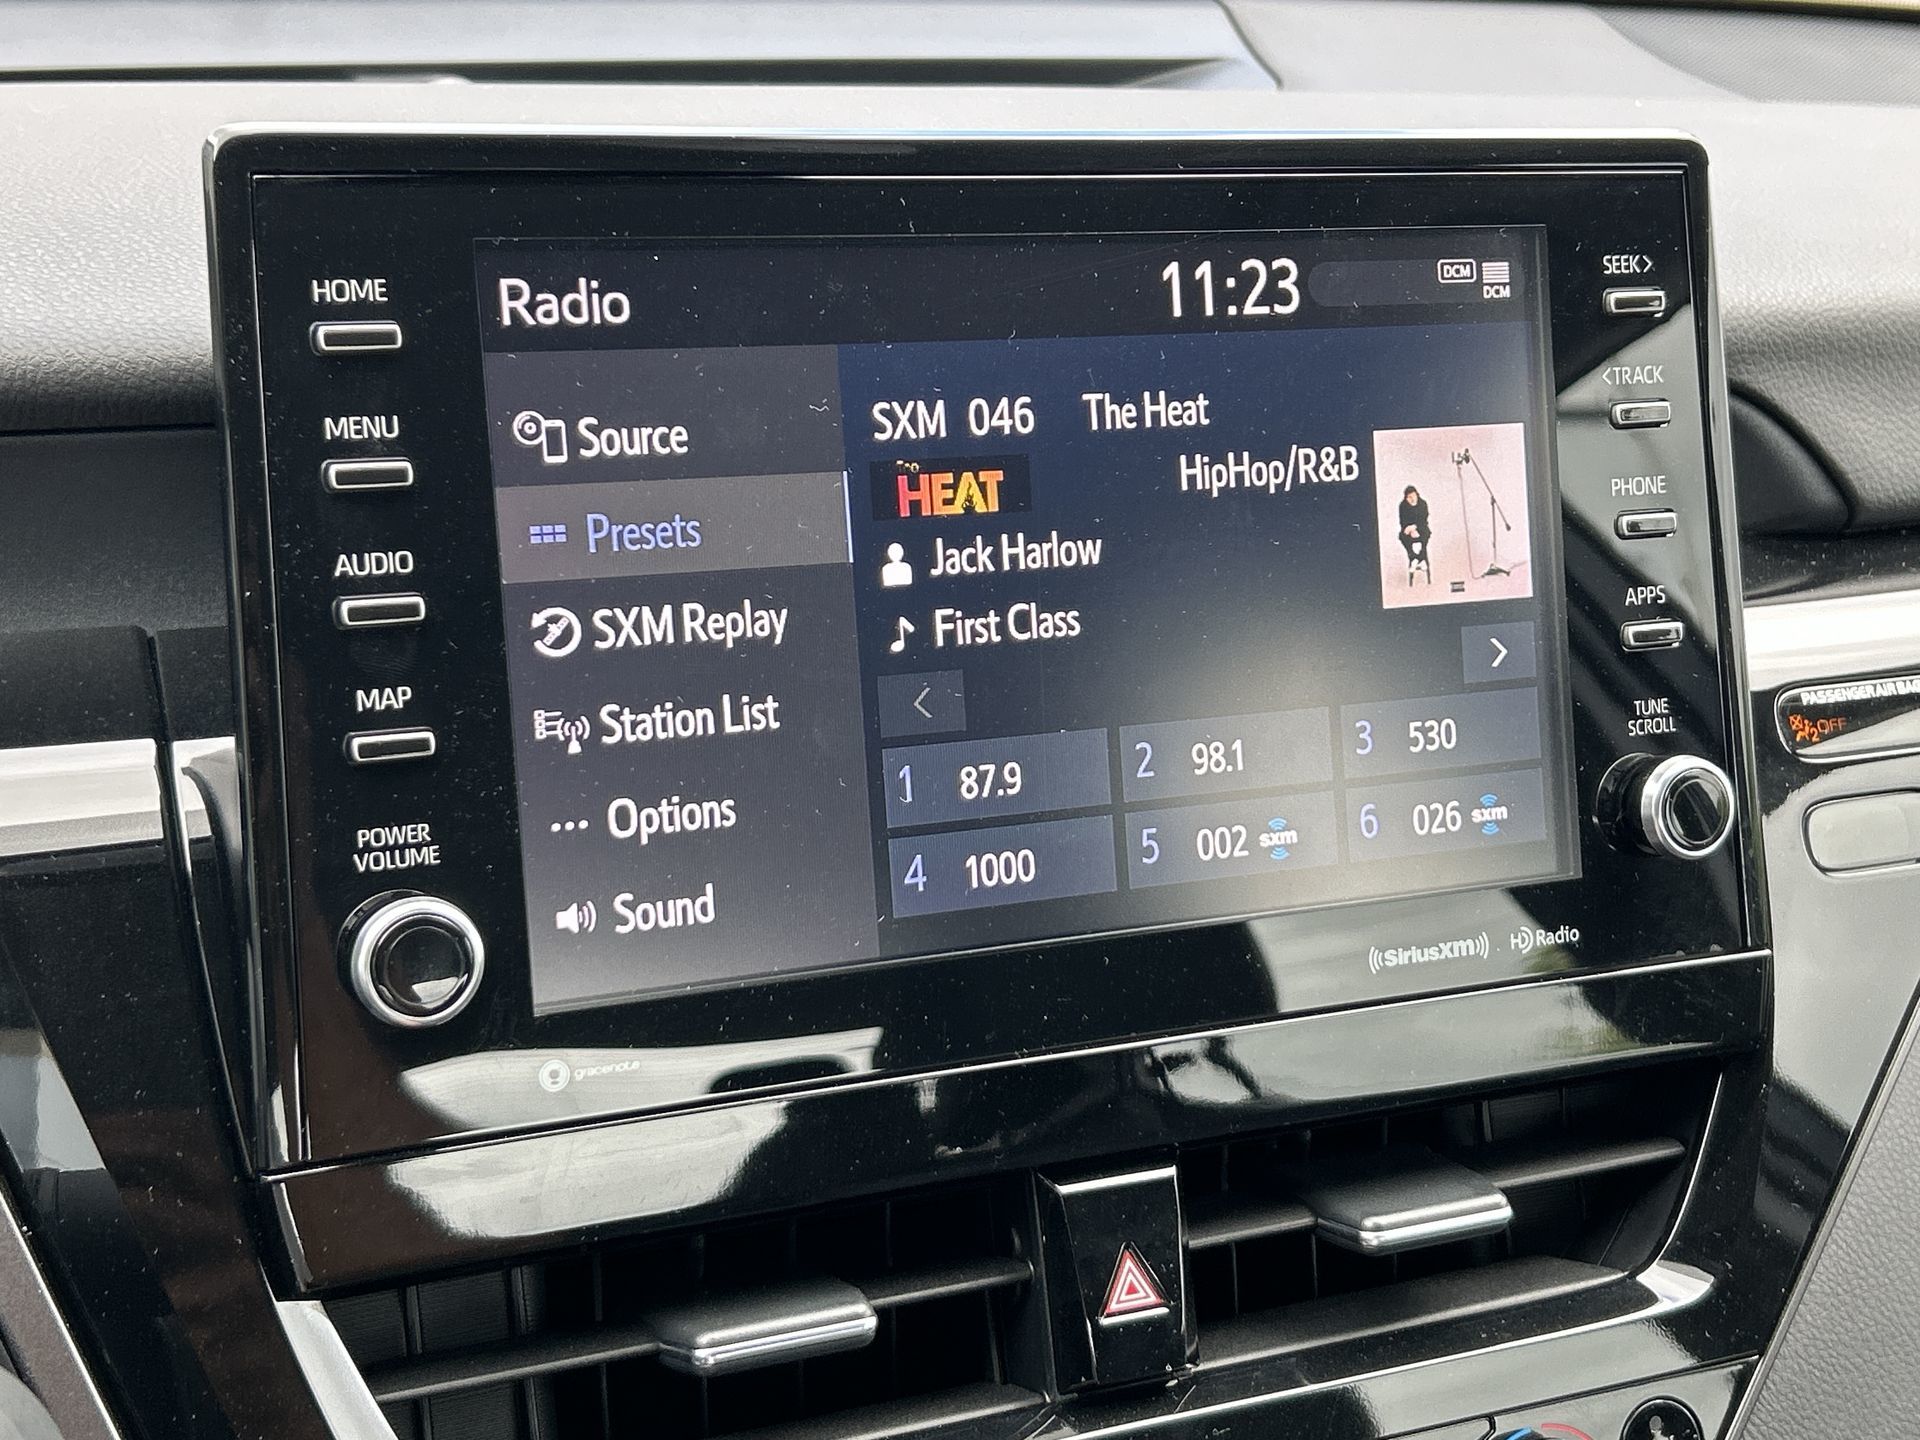 HOME
MENU
AUDIO
MAP
POWER
VOLUME
Radio
11:23
DCM
DCM
Source
Presets
SXM Replay
Station List
Options
Sound
SXM 046 The Heat
The
HEAT
HipHop/R&B
Jack Harlow
First Class
<
>
1 87.9
2 98.1
3 530
4 1000
5 002 sxm
6 026 sxm
SEEK>
<TRACK
PHONE
APPS
TUNE
SCROLL
((SiriusXM)) HD Radio
gracenote
PASSENGER AIR BAG
2 OFF